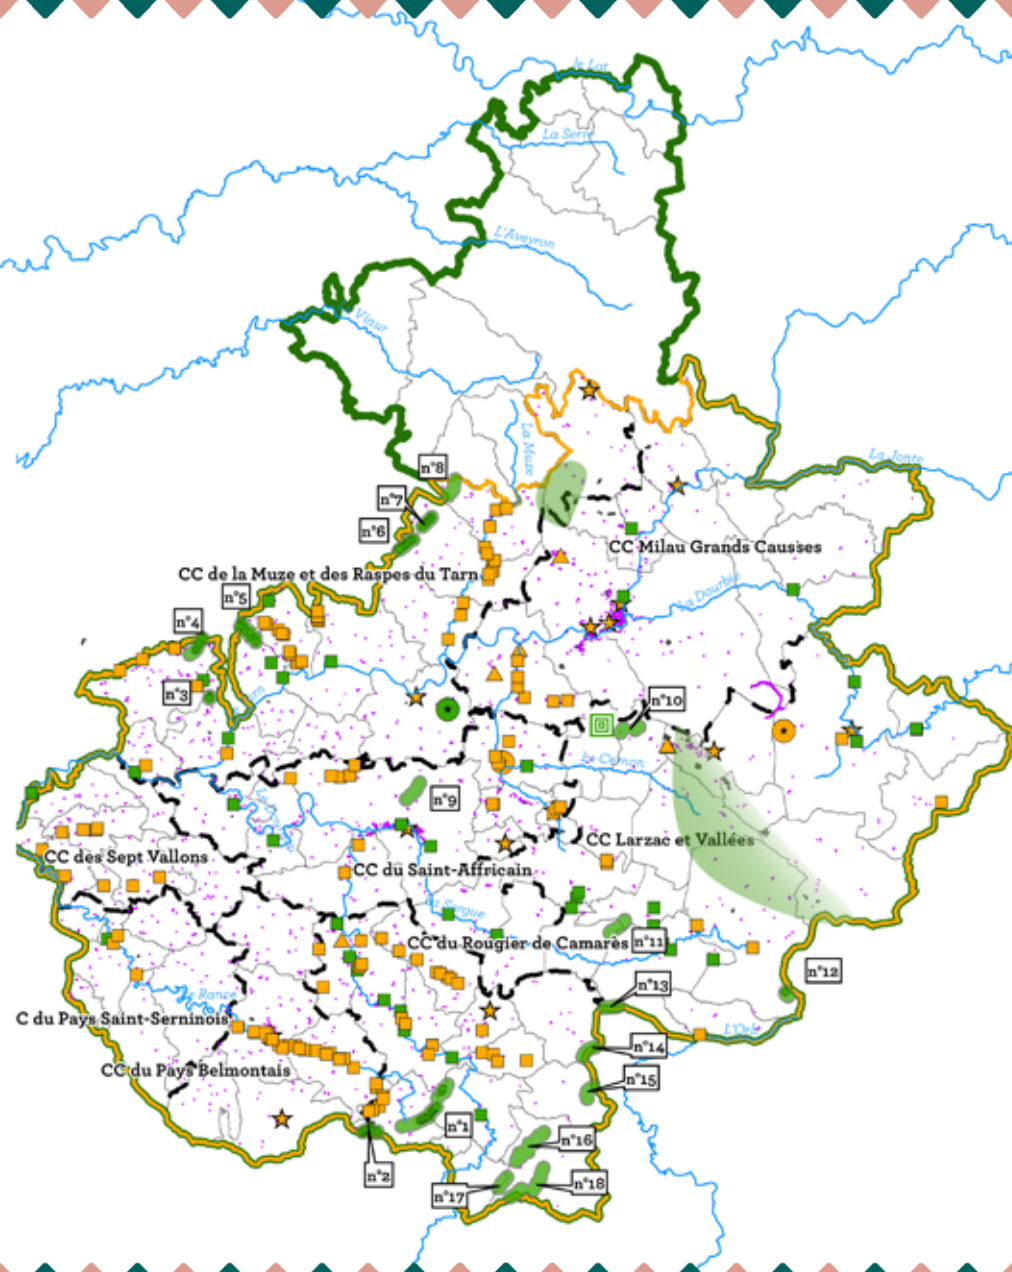 le Lot
La Serre
L'Aveyron
Viaur
La Muze
La Jonte
n°8
n°7
n°6
CC Milau Grands Causses
CC de la Muze et des Raspes du Tarn
La Dourbie
n°5
n°4
n°3
Tarn
n°10
Le Cernon
n°9
CC Larzac et Vallées
CC des Sept Vallons
CC du Saint-Affricain
La Sorgue
CC du Rougier de Camarès
n°11
n°12
n°13
Le Rance
C du Pays Saint-Serninois
L'Orb
n°14
CC du Pays Belmontais
n°15
n°1
n°16
n°2
n°17
n°18